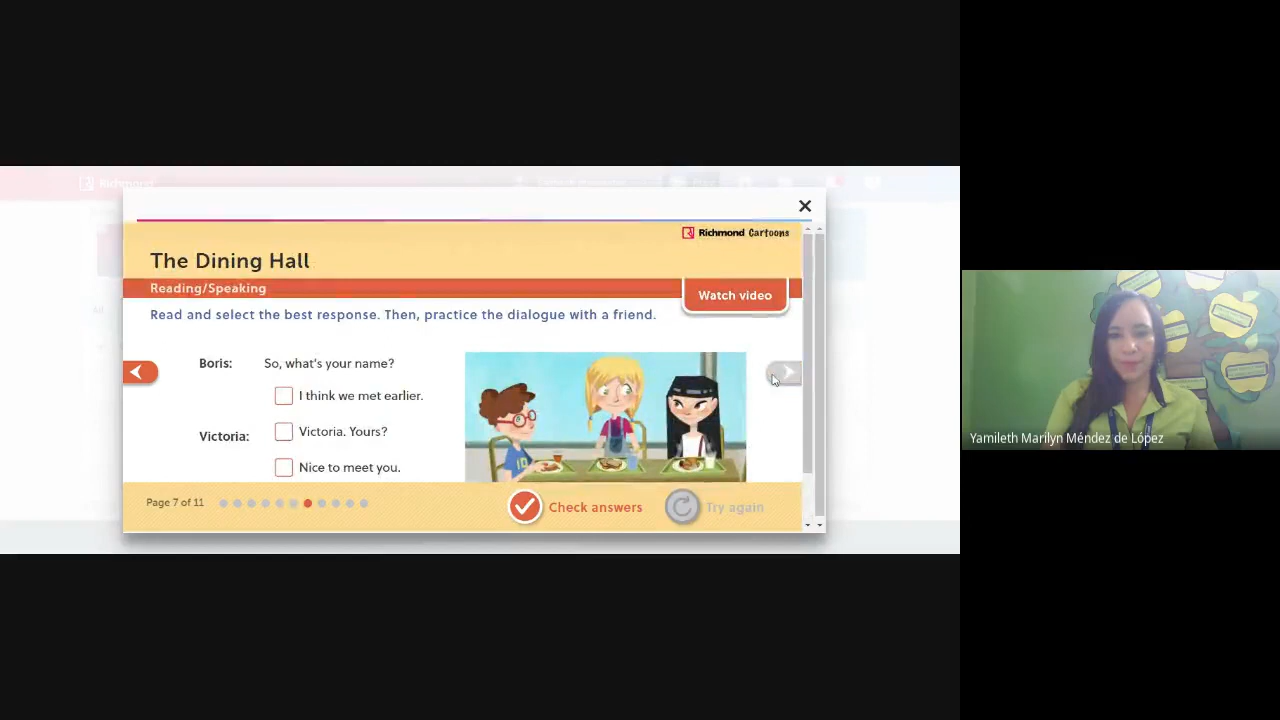 Richmond
Richmond Cartoons
The Dining Hall
Reading/Speaking
Watch video
Read and select the best response. Then, practice the dialogue with a friend.
Boris: So, what's your name?
I think we met earlier.
Victoria: Victoria. Yours?
Nice to meet you.
Page 7 of 11
Check answers
Try again
Yamileth Marilyn Méndez de López